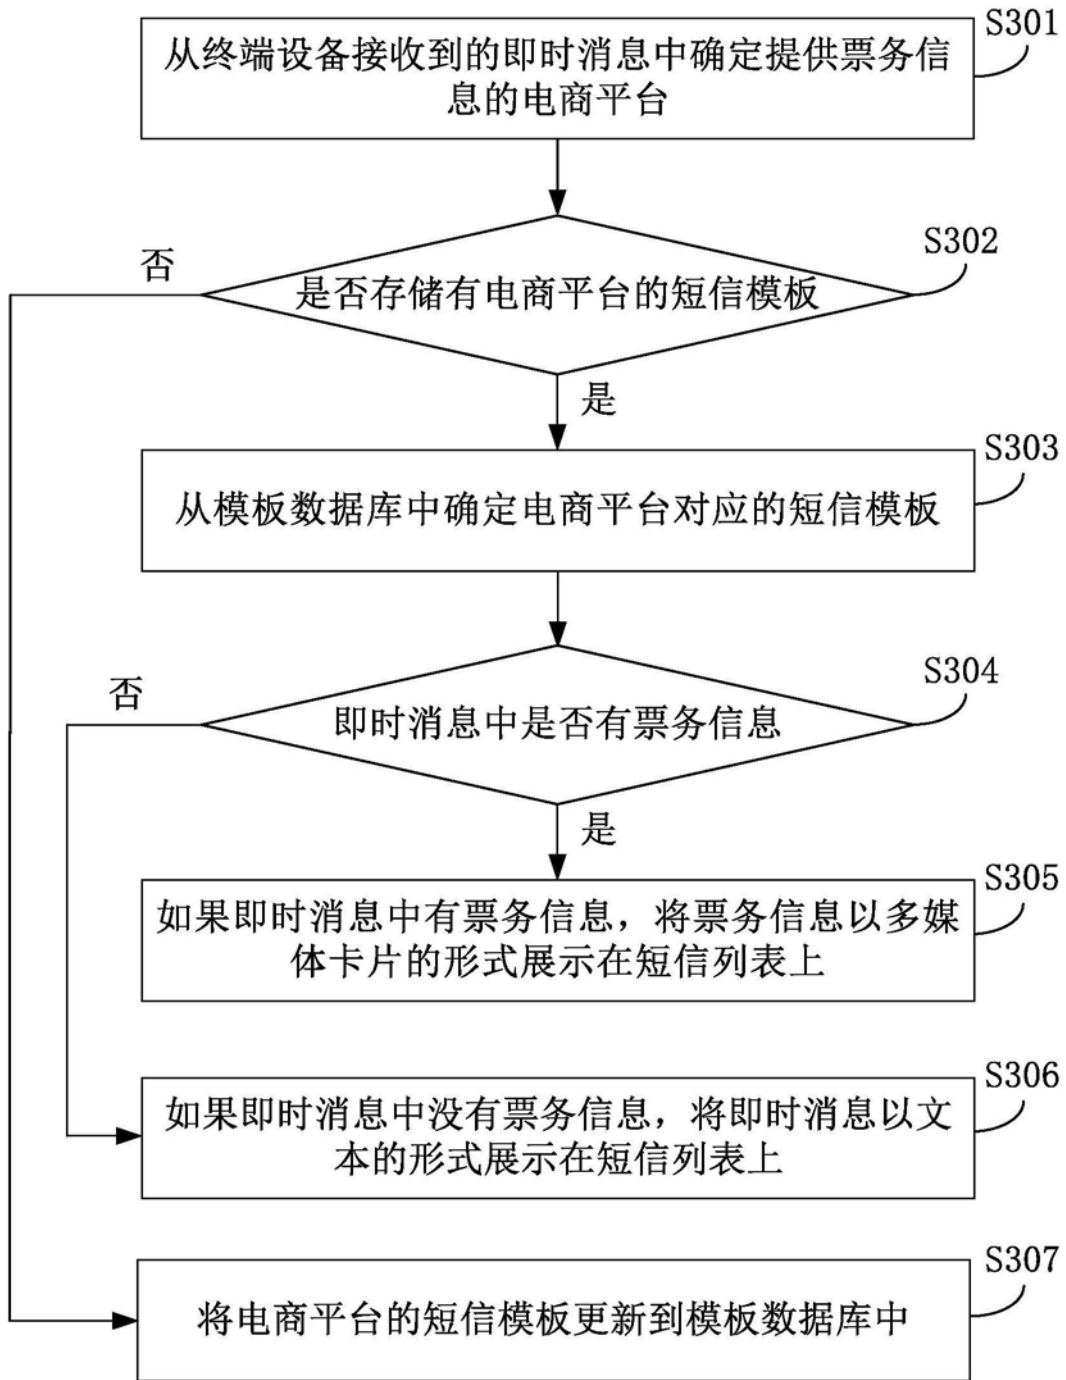 S301
从终端设备接收到的即时消息中确定提供票务信
息的电商平台
S302
否
是否存储有电商平台的短信模板
是
S303
从模板数据库中确定电商平台对应的短信模板
S304
否
即时消息中是否有票务信息
是
S305
如果即时消息中有票务信息，将票务信息以多媒
体卡片的形式展示在短信列表上
S306
如果即时消息中没有票务信息，将即时消息以文
本的形式展示在短信列表上
S307
将电商平台的短信模板更新到模板数据库中